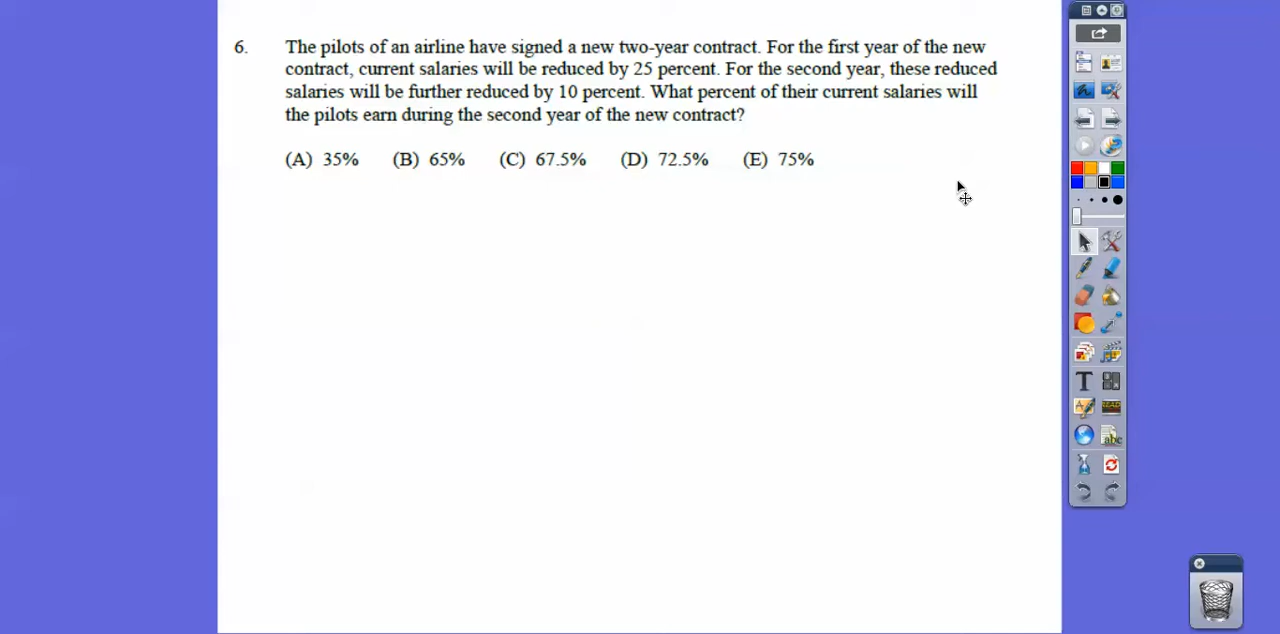 6. The pilots of an airline have signed a new two-year contract. For the first year of the new
contract, current salaries will be reduced by 25 percent. For the second year, these reduced
salaries will be further reduced by 10 percent. What percent of their current salaries will
the pilots earn during the second year of the new contract?
(A) 35% (B) 65% (C) 67.5% (D) 72.5% (E) 75%
T
abc